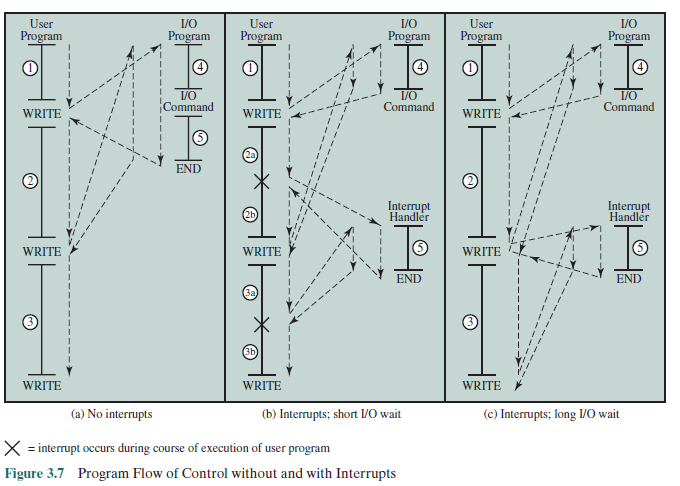 User
Program
I/O
Program
1
4
I/O
Command
WRITE
5
END
2
WRITE
3
WRITE
(a) No interrupts
User
Program
I/O
Program
1
4
I/O
Command
WRITE
2a
2b
Interrupt
Handler
5
END
WRITE
3a
3b
WRITE
(b) Interrupts; short I/O wait
User
Program
I/O
Program
1
4
I/O
Command
WRITE
2
Interrupt
Handler
5
END
WRITE
3
WRITE
(c) Interrupts; long I/O wait
= interrupt occurs during course of execution of user program
Figure 3.7 Program Flow of Control without and with Interrupts